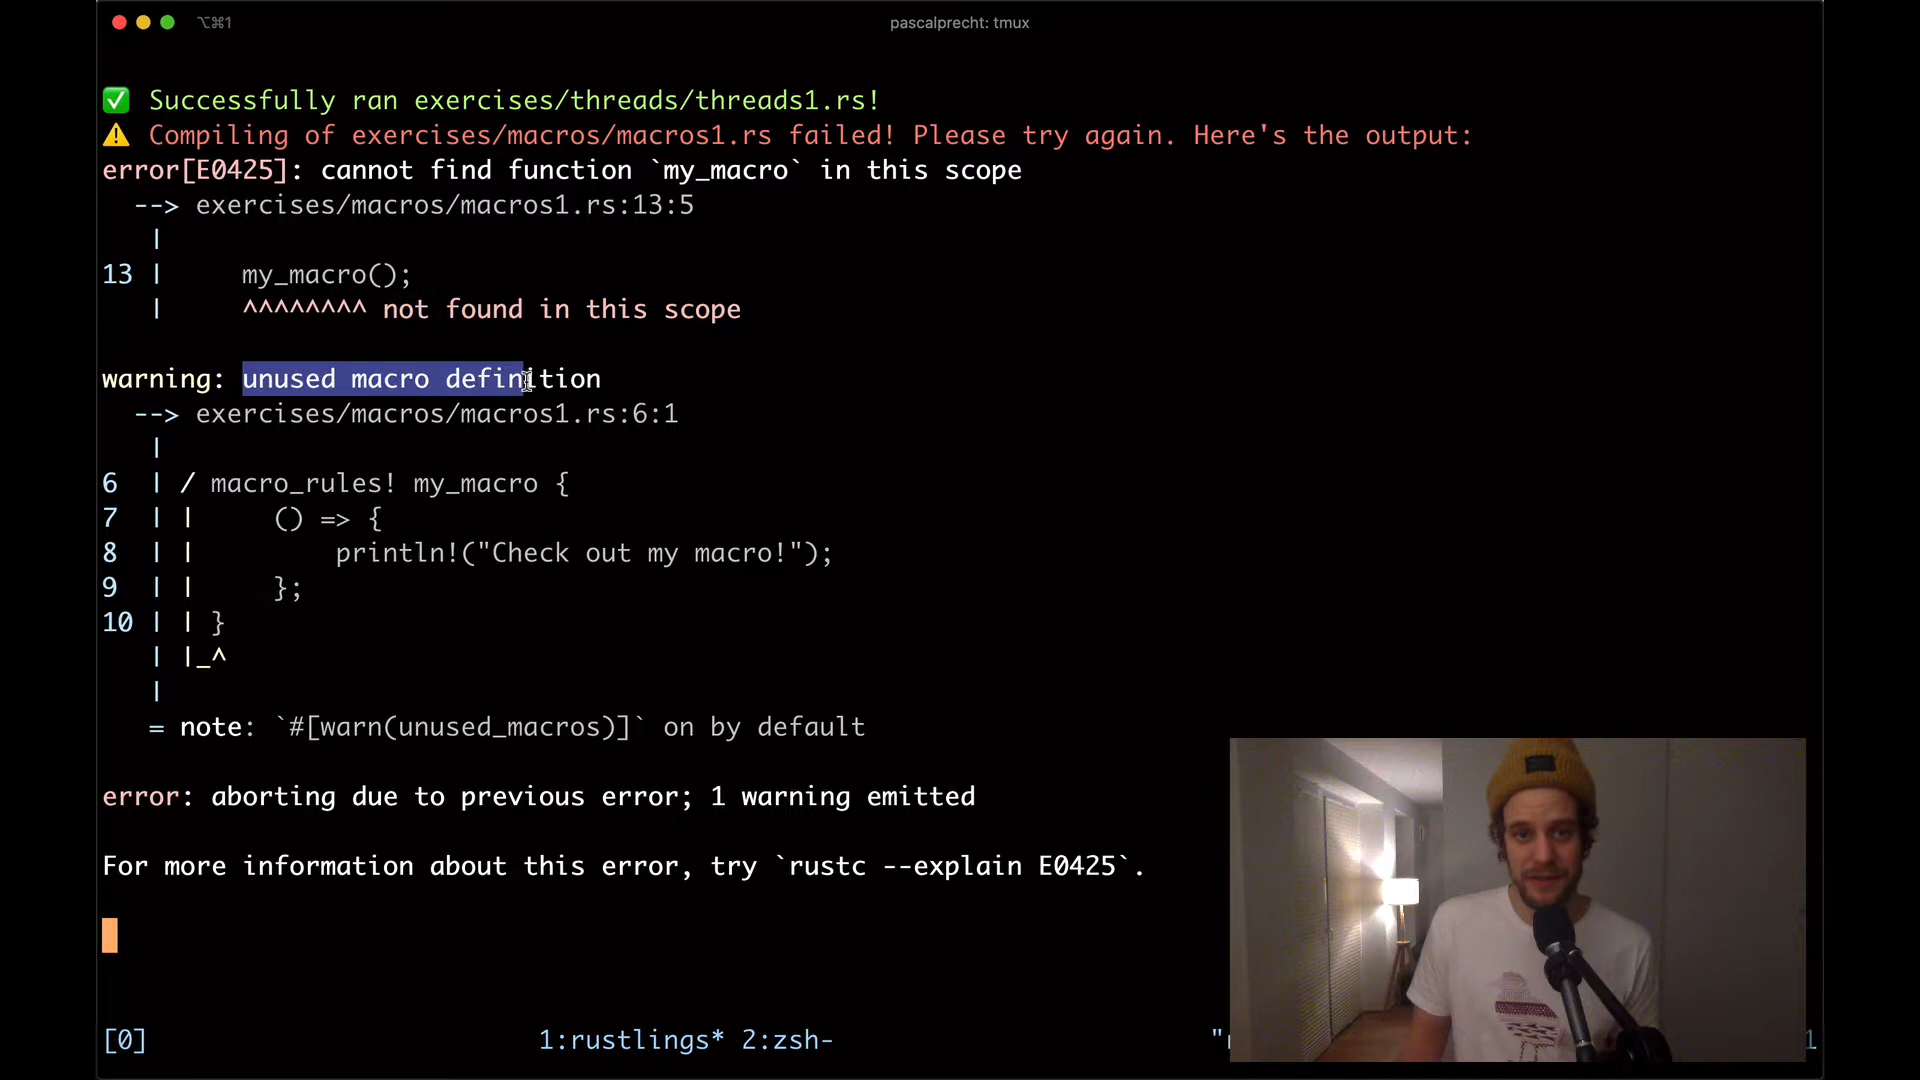 ⌥⌘1
pascalprecht: tmux
✅ Successfully ran exercises/threads/threads1.rs!
⚠️ Compiling of exercises/macros/macros1.rs failed! Please try again. Here's the output:
error[E0425]: cannot find function `my_macro` in this scope
  --> exercises/macros/macros1.rs:13:5
   |
13 |     my_macro();
   |     ^^^^^^^^ not found in this scope
warning: unused macro definition
  --> exercises/macros/macros1.rs:6:1
   |
6  | / macro_rules! my_macro {
7  | |     () => {
8  | |         println!("Check out my macro!");
9  | |     };
10 | | }
   | |_^
   |
   = note: `#[warn(unused_macros)]` on by default
error: aborting due to previous error; 1 warning emitted
For more information about this error, try `rustc --explain E0425`.
[0] 1:rustlings* 2:zsh-